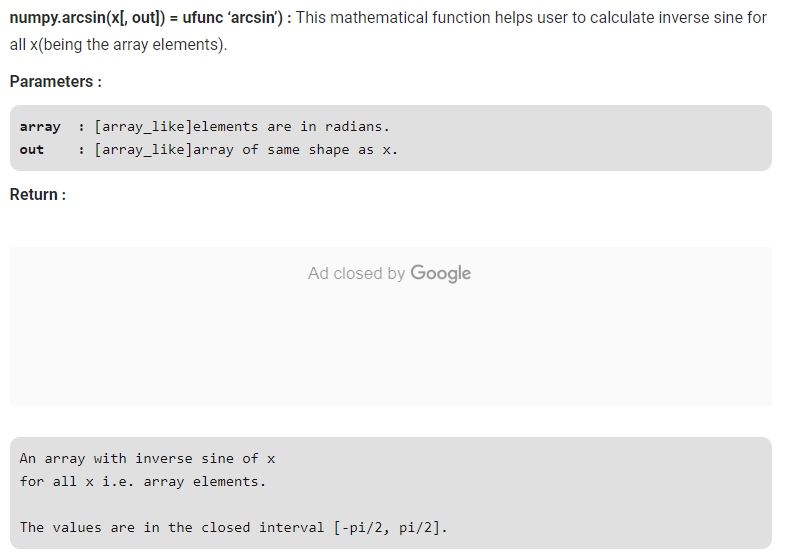 numpy.arcsin(x[, out]) = ufunc ‘arcsin’) : This mathematical function helps user to calculate inverse sine for
all x(being the array elements).
Parameters :
array : [array_like]elements are in radians.
out : [array_like]array of same shape as x.
Return :
Ad closed by Google
An array with inverse sine of x
for all x i.e. array elements.
The values are in the closed interval [-pi/2, pi/2].